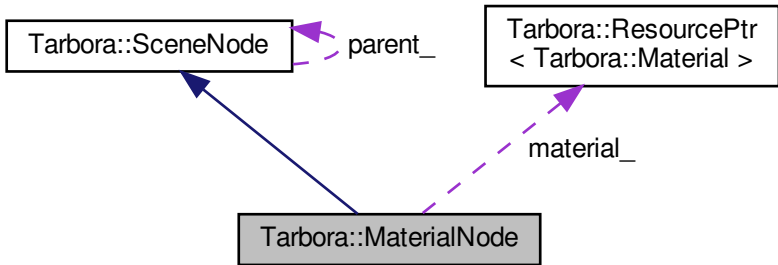 Tarbora::SceneNode
parent_
Tarbora::ResourcePtr
< Tarbora::Material >
material_
Tarbora::MaterialNode